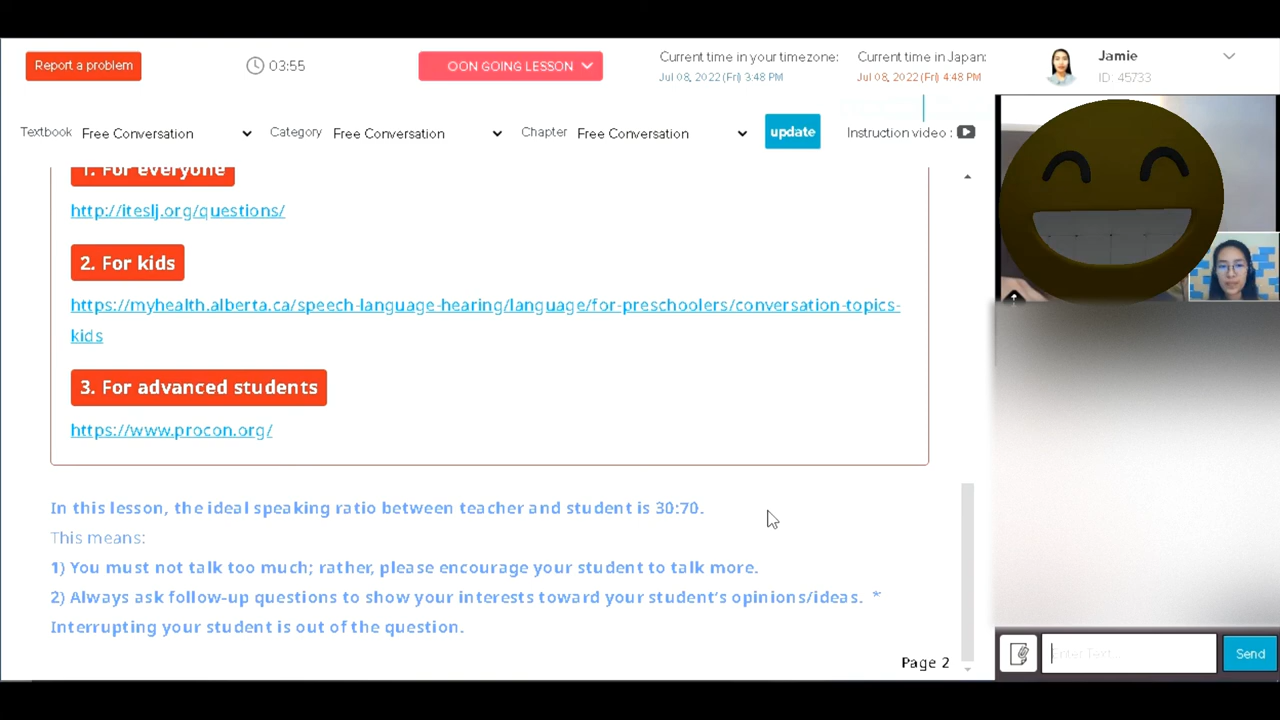 Report a problem
03:55
OON GOING LESSON
Current time in your timezone:
Jul 08, 2022 (Fri) 3:48 PM
Current time in Japan:
Jul 08, 2022 (Fri) 4:48 PM
Jamie
ID: 45733
Textbook Free Conversation Category Free Conversation Chapter Free Conversation update Instruction video :
1. For everyone
http://iteslj.org/questions/
2. For kids
https://myhealth.alberta.ca/speech-language-hearing/language/for-preschoolers/conversation-topics-
kids
3. For advanced students
https://www.procon.org/
In this lesson, the ideal speaking ratio between teacher and student is 30:70.
This means:
1) You must not talk too much; rather, please encourage your student to talk more.
2) Always ask follow-up questions to show your interests toward your student's opinions/ideas. *
Interrupting your student is out of the question.
Page 2
Enter Text...
Send